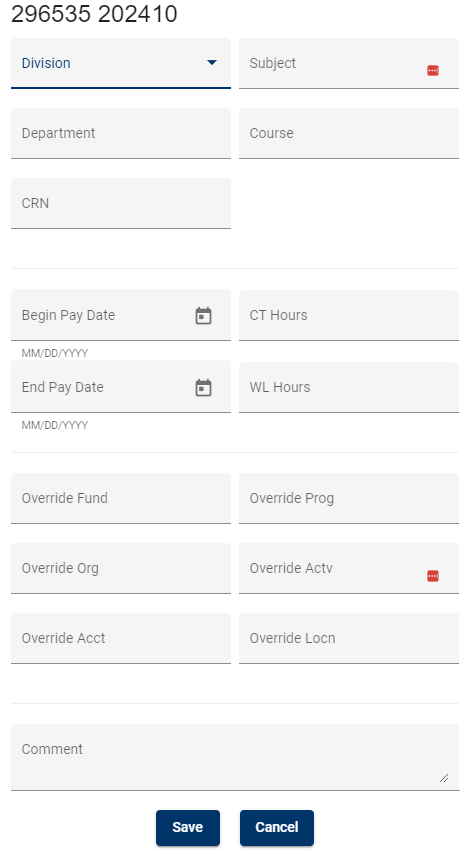 296535 202410
Division
Subject
Department
Course
CRN
Begin Pay Date
CT Hours
MM/DD/YYYY
End Pay Date
WL Hours
MM/DD/YYYY
Override Fund
Override Prog
Override Org
Override Actv
Override Acct
Override Locn
Comment
Save
Cancel